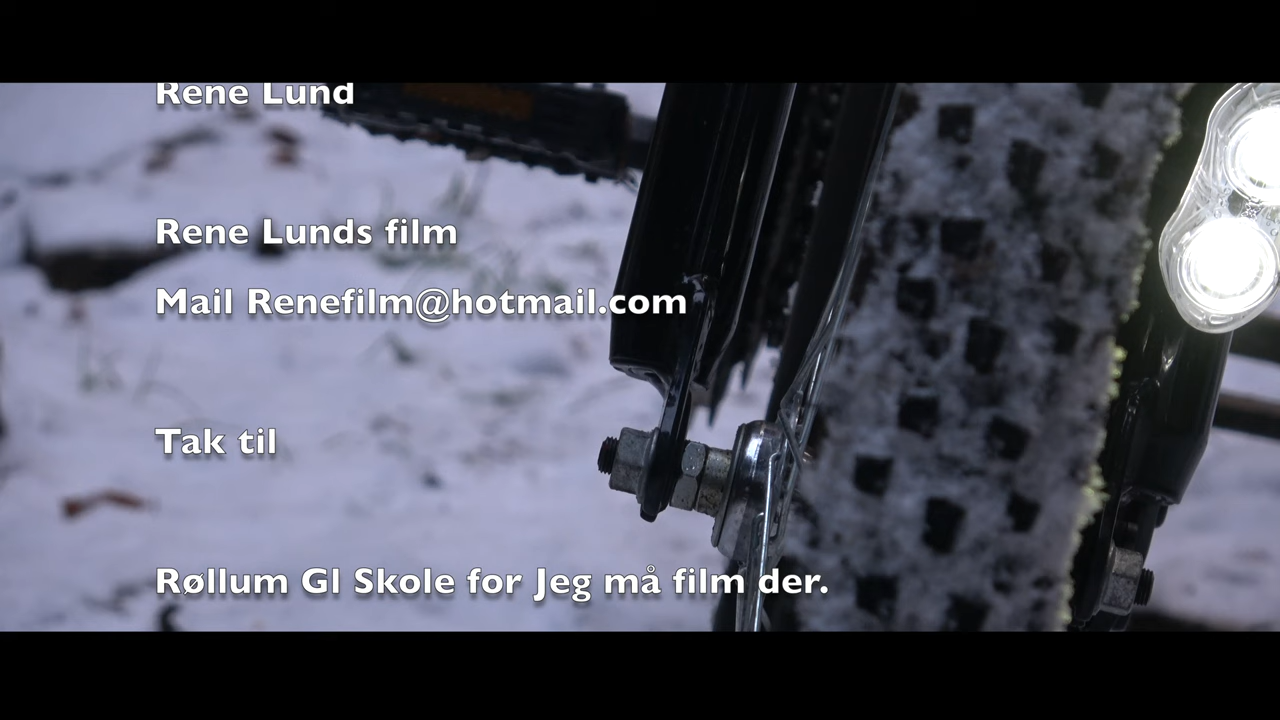 Rene Lund
Rene Lunds film
Mail Renefilm@hotmail.com
Tak til
Røllum Gl Skole for Jeg må film der.